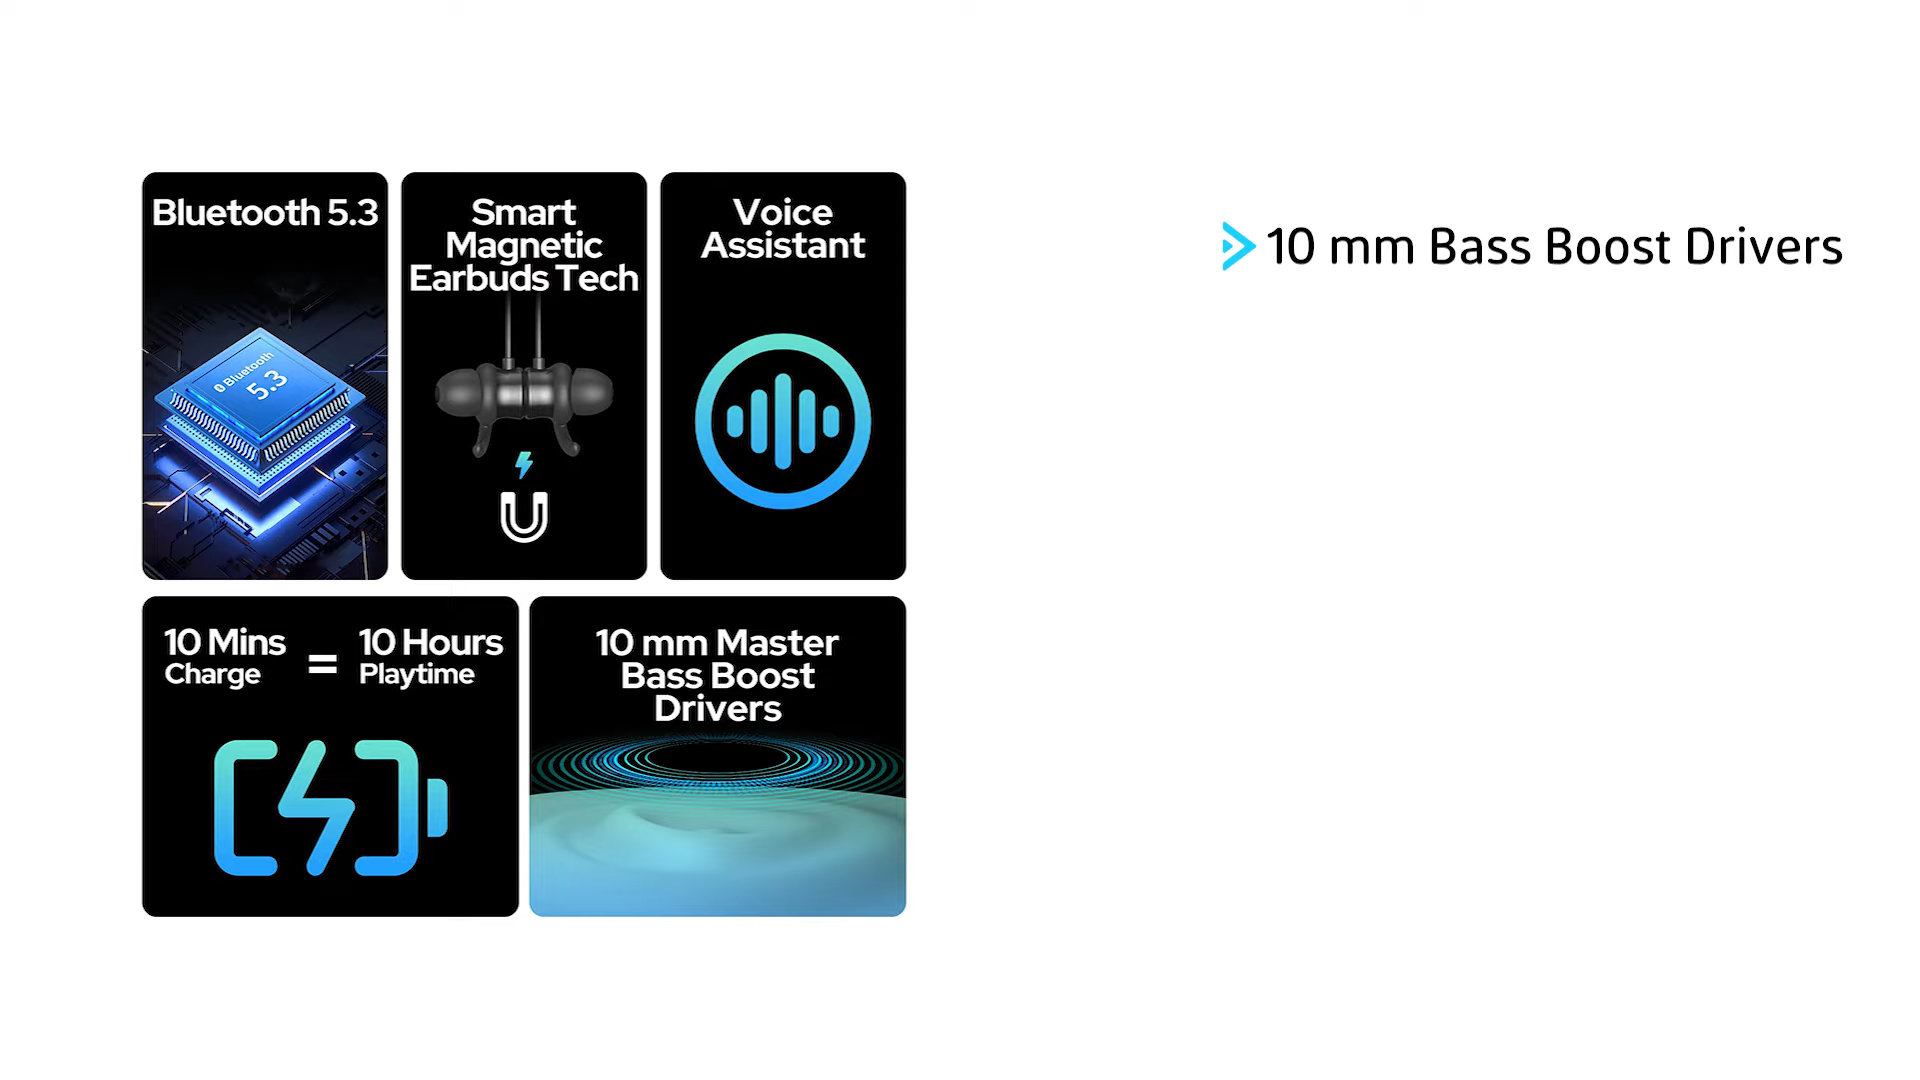 Bluetooth 5.3
Bluetooth
5.3
Smart
Magnetic
Earbuds Tech
Voice
Assistant
10 Mins
Charge
=
10 Hours
Playtime
10 mm Master
Bass Boost
Drivers
10 mm Bass Boost Drivers